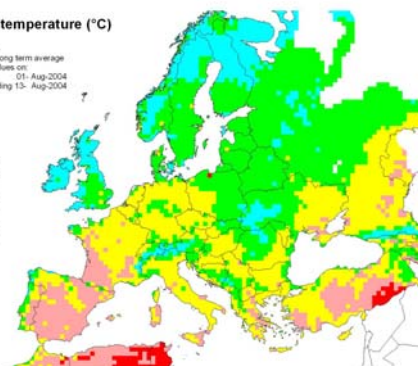 temperature (°C)
ong term average
lues on:
01- Aug-2004
ding 13- Aug-2004